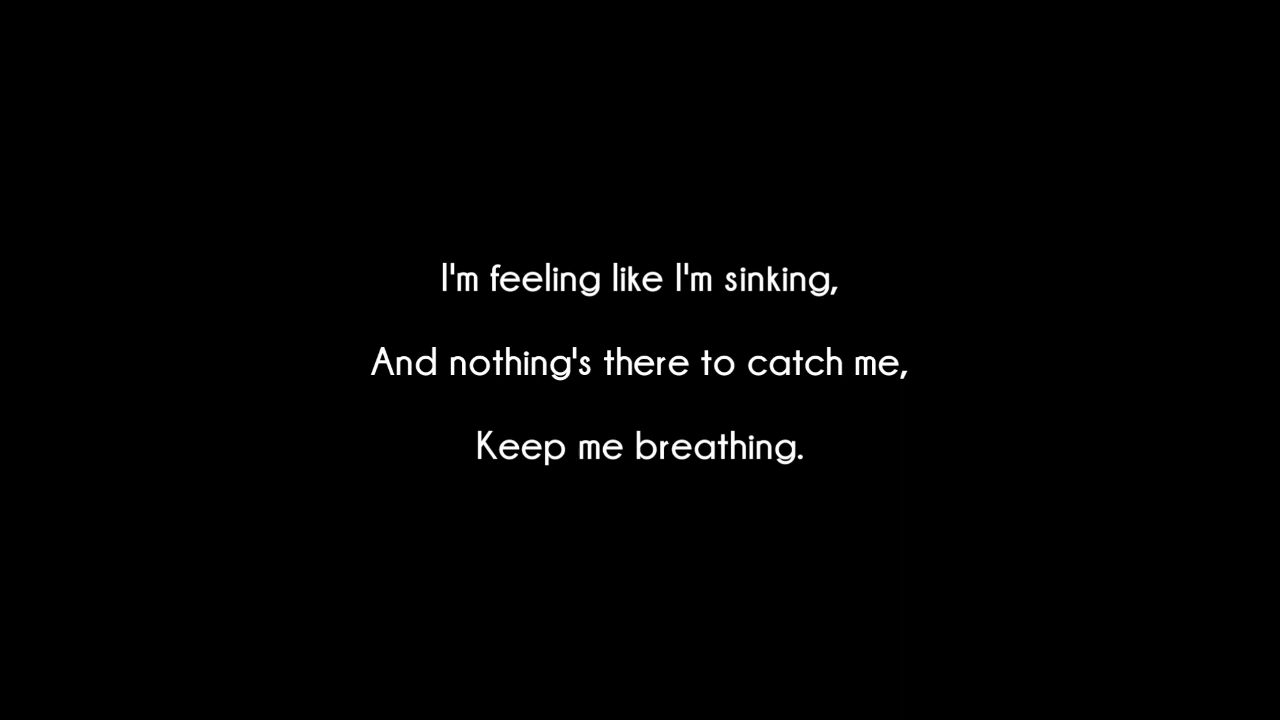 I'm feeling like I'm sinking,
And nothing's there to catch me,
Keep me breathing.